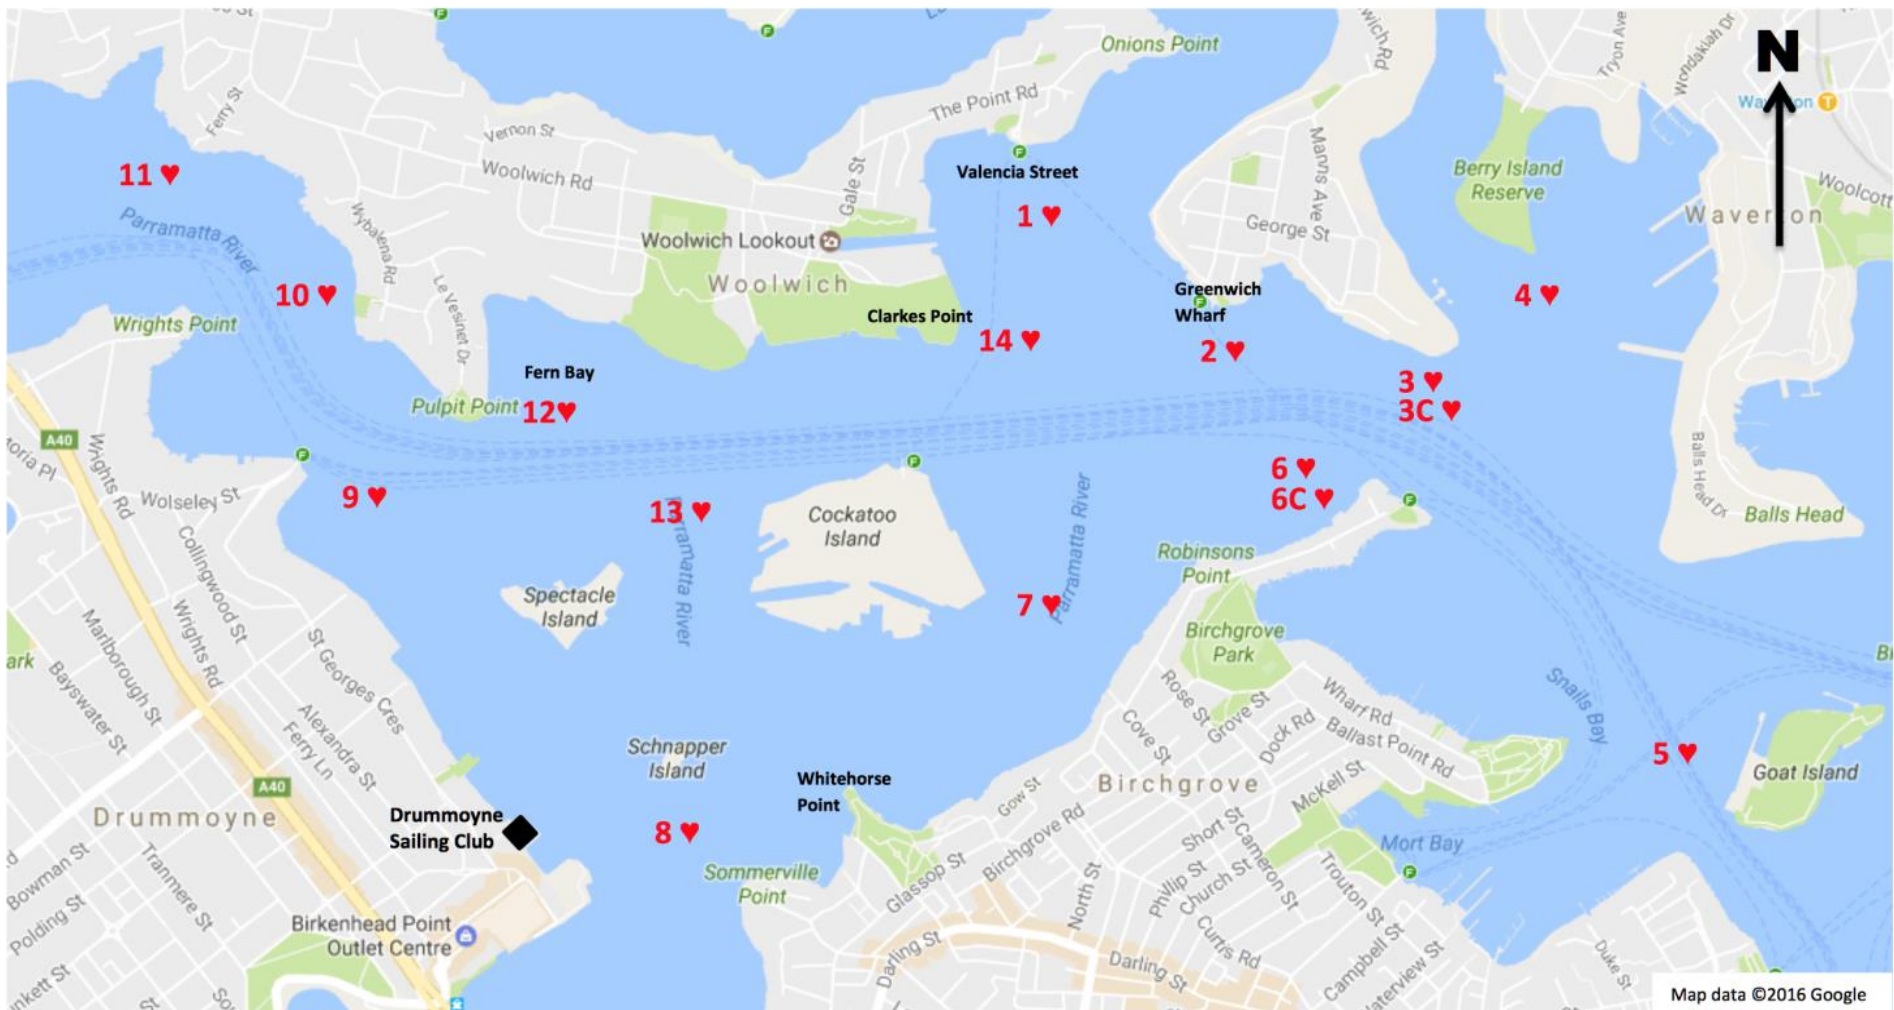 Onions Point
N
The Point Rd
Ferry St
Vernon St
Tryon Ave
Wondakiah Dr
Woolwich Rd
Gale St
Valencia Street
Manns Ave
Berry Island
Reserve
Woolcott
11 ♥
1 ♥
George St
Waverton
Parramatta River
Wybalena Rd
Woolwich Lookout
Woolwich
10 ♥
Le Vesinet Dr
Greenwich
Wharf
4 ♥
Wrights Point
Clarkes Point
14 ♥
2 ♥
Fern Bay
3 ♥
Pulpit Point
12♥
3C ♥
A40
Wrights Rd
Balls Head Dr
Wolseley St
9 ♥
13 ♥
Parramatta River
Cockatoo
Island
6 ♥
6C ♥
Parramatta River
Balls Head
Collingwood St
Robinsons
Point
Spectacle
Island
7 ♥
Marlborough St
Wrights Rd
St Georges Cres
Birchgrove
Park
ark
Bayswater St
Rose St
Grove St
Wharf Rd
Snails Bay
Alexandra St
Ferry Ln
Cove St
Dock Rd
Ballast Point Rd
Schnapper
Island
5 ♥
Goat Island
A40
Whitehorse
Point
Gow St
Birchgrove
McKell St
Drummoyne
Drummoyne
Sailing Club
8 ♥
Birchgrove Rd
Short St
Cameron St
Mort Bay
Bowman St
Tranmere St
Sommerville
Point
Glassop St
North St
Phillip St
Church St
Trouton St
Polding St
Birkenhead Point
Outlet Centre
Darling St
Curtis Rd
Campbell St
Duke St
Darling St
Map data ©2016 Google